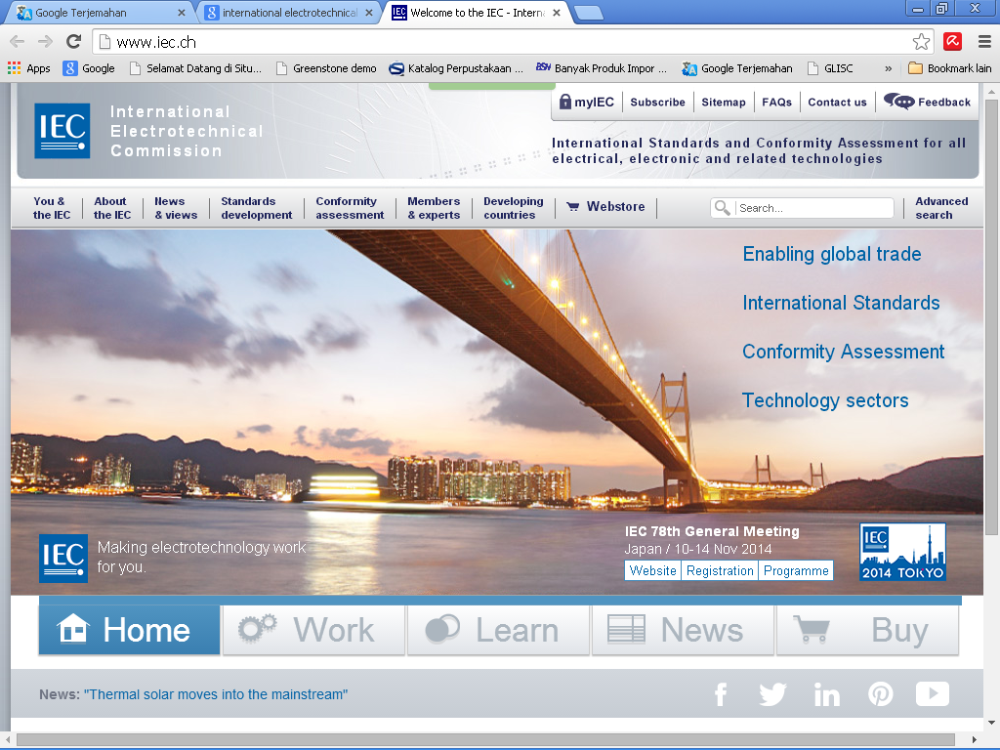 Google Terjemahan
international electrotechnical
Welcome to the IEC - Intern
www.iec.ch
Apps Google Selamat Datang di Situ... Greenstone demo Katalog Perpustakaan ... BSN Banyak Produk Impor ... Google Terjemahan GLISC » Bookmark lain
IEC
International
Electrotechnical
Commission
myIEC Subscribe Sitemap FAQs Contact us Feedback
International Standards and Conformity Assessment for all
electrical, electronic and related technologies
You &
the IEC
About
the IEC
News
& views
Standards
development
Conformity
assessment
Members
& experts
Developing
countries
Webstore
Search...
Advanced
search
Enabling global trade
International Standards
Conformity Assessment
Technology sectors
IEC
Making electrotechnology work
for you.
IEC 78th General Meeting
Japan / 10-14 Nov 2014
Website Registration Programme
IEC
2014 TOKYO
Home Work Learn News Buy
News: "Thermal solar moves into the mainstream"